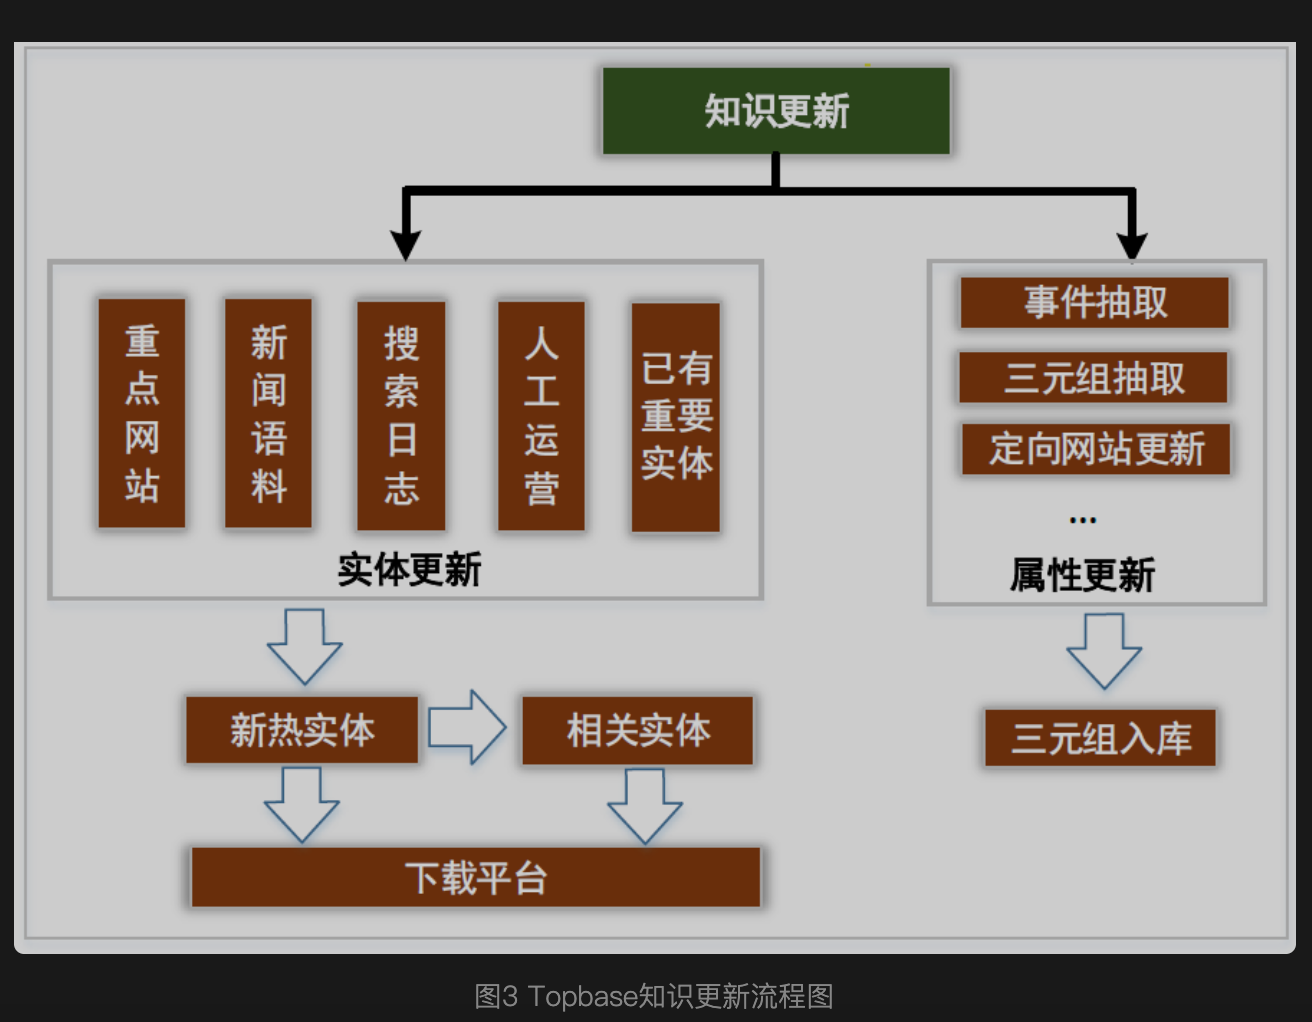 知识更新
重点网站
新闻语料
搜索日志
人工运营
已有
重要
实体
实体更新
事件抽取
三元组抽取
定向网站更新
...
属性更新
新热实体
相关实体
三元组入库
下载平台
图3 Topbase知识更新流程图